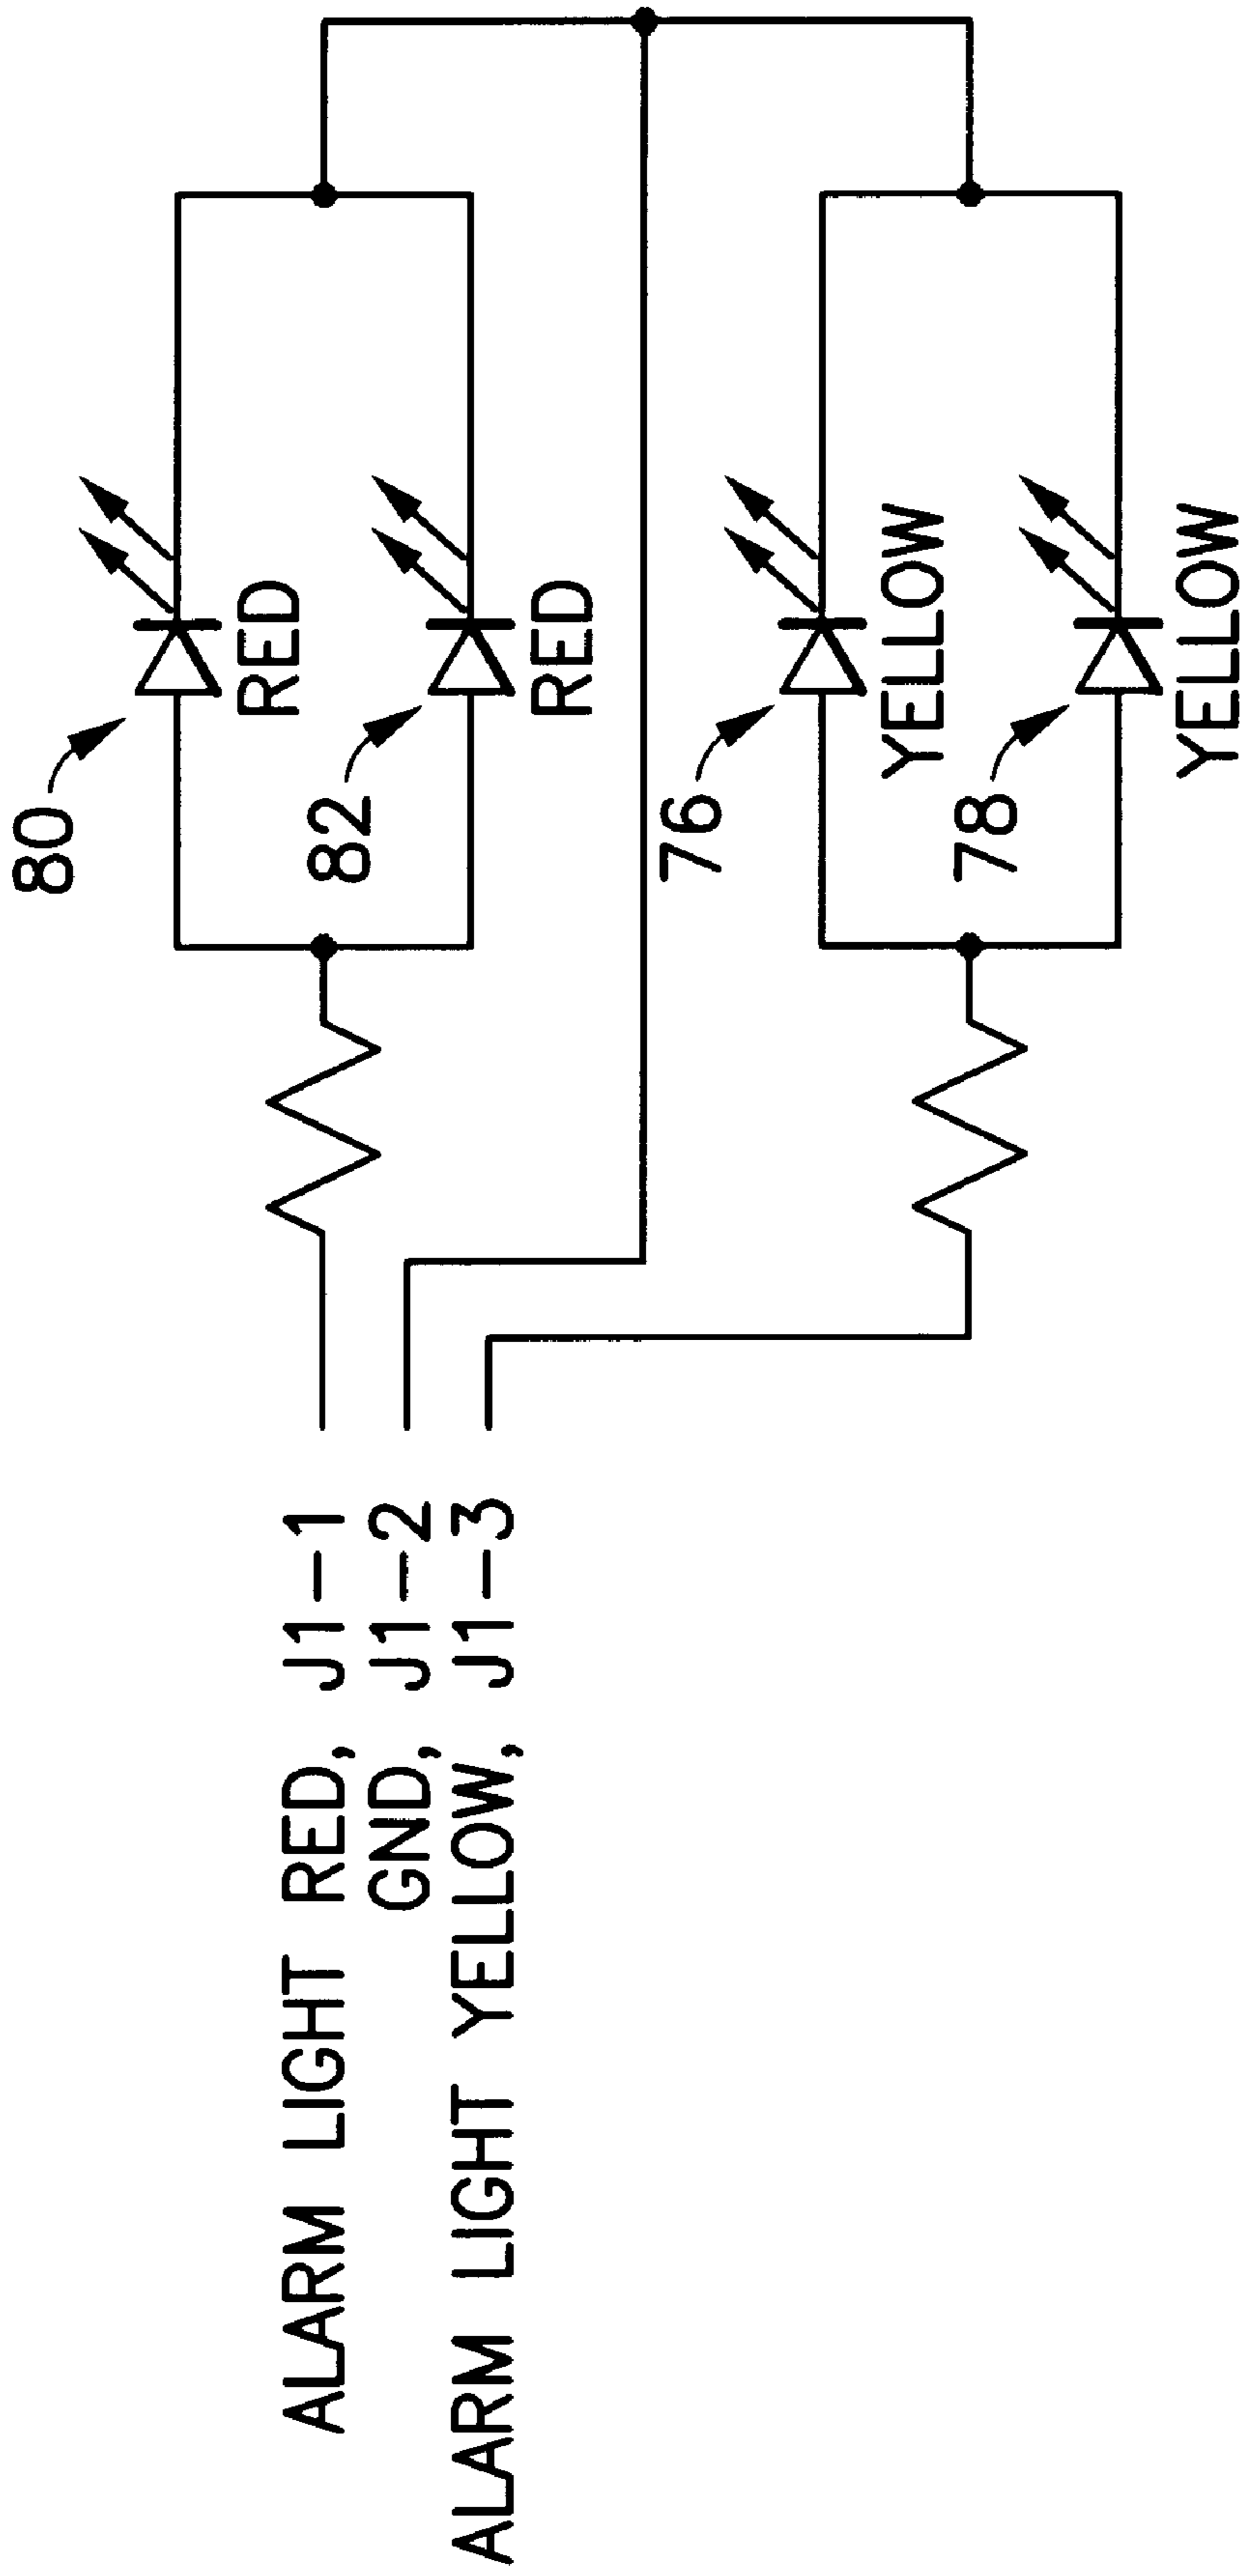 80
RED
82
RED
ALARM LIGHT RED, J1-1
GND, J1-2
ALARM LIGHT YELLOW, J1-3
76
YELLOW
78
YELLOW